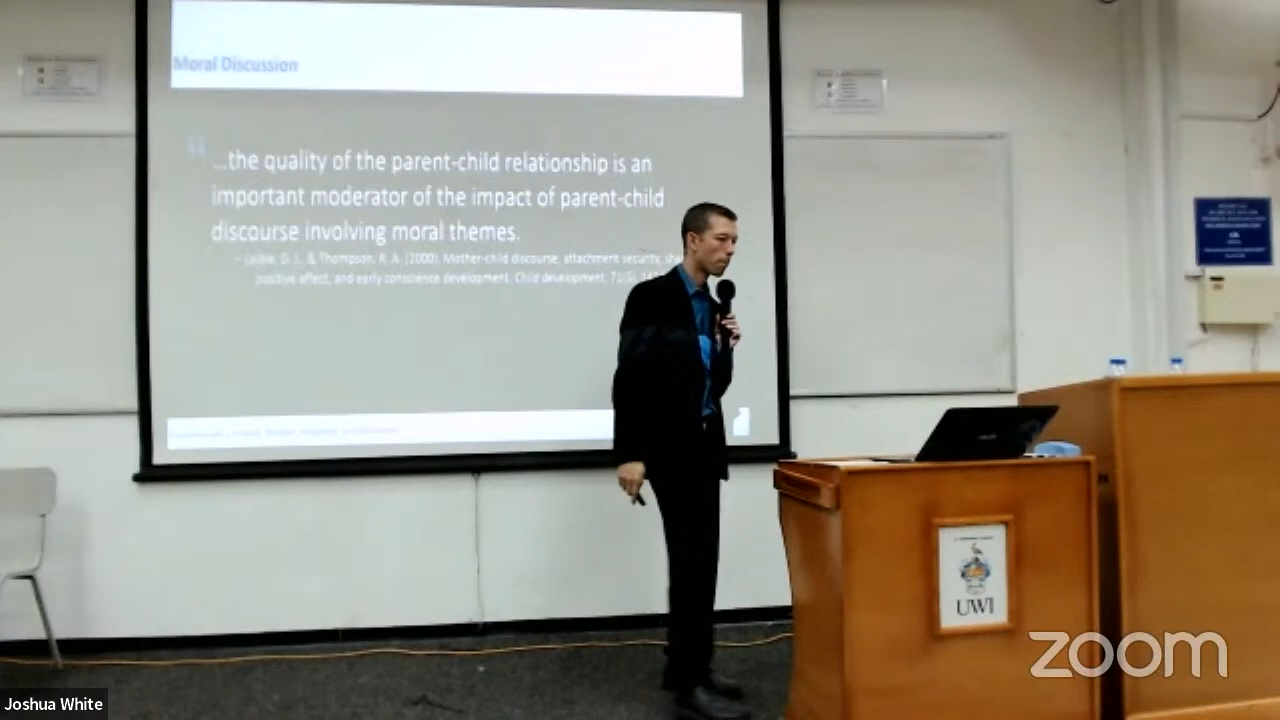 Moral Discussion
...the quality of the parent-child relationship is an
important moderator of the impact of parent-child
discourse involving moral themes.
– Laible, D. J., & Thompson, R. A. (2000). Mother-child discourse, attachment security,
positive affect, and early conscience development. Child development, 71(5),
UWI
zoom
Joshua White